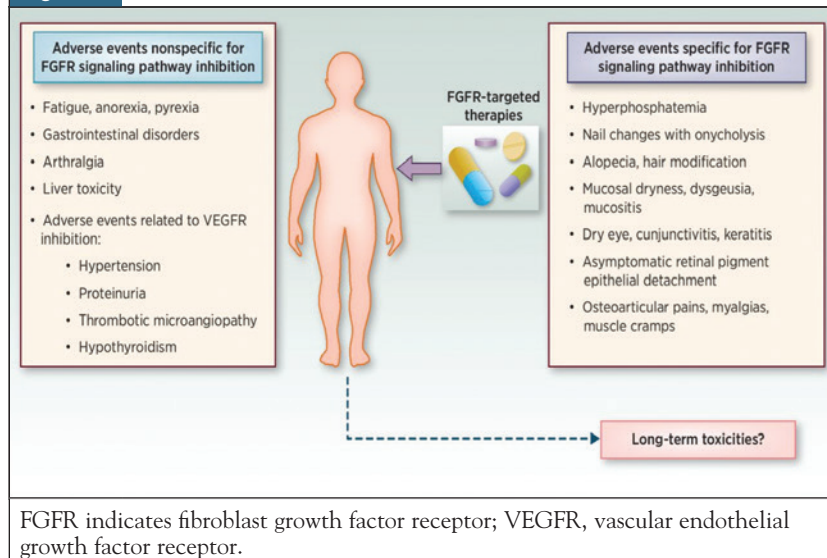 Adverse events nonspecific for
FGFR signaling pathway inhibition
• Fatigue, anorexia, pyrexia
• Gastrointestinal disorders
• Arthralgia
• Liver toxicity
• Adverse events related to VEGFR
inhibition:
• Hypertension
• Proteinuria
• Thrombotic microangiopathy
• Hypothyroidism
FGFR-targeted
therapies
Adverse events specific for FGFR
signaling pathway inhibition
• Hyperphosphatemia
• Nail changes with onycholysis
• Alopecia, hair modification
• Mucosal dryness, dysgeusia,
mucositis
• Dry eye, cunjunctivitis, keratitis
• Asymptomatic retinal pigment
epithelial detachment
• Osteoarticular pains, myalgias,
muscle cramps
Long-term toxicities?
FGFR indicates fibroblast growth factor receptor; VEGFR, vascular endothelial
growth factor receptor.